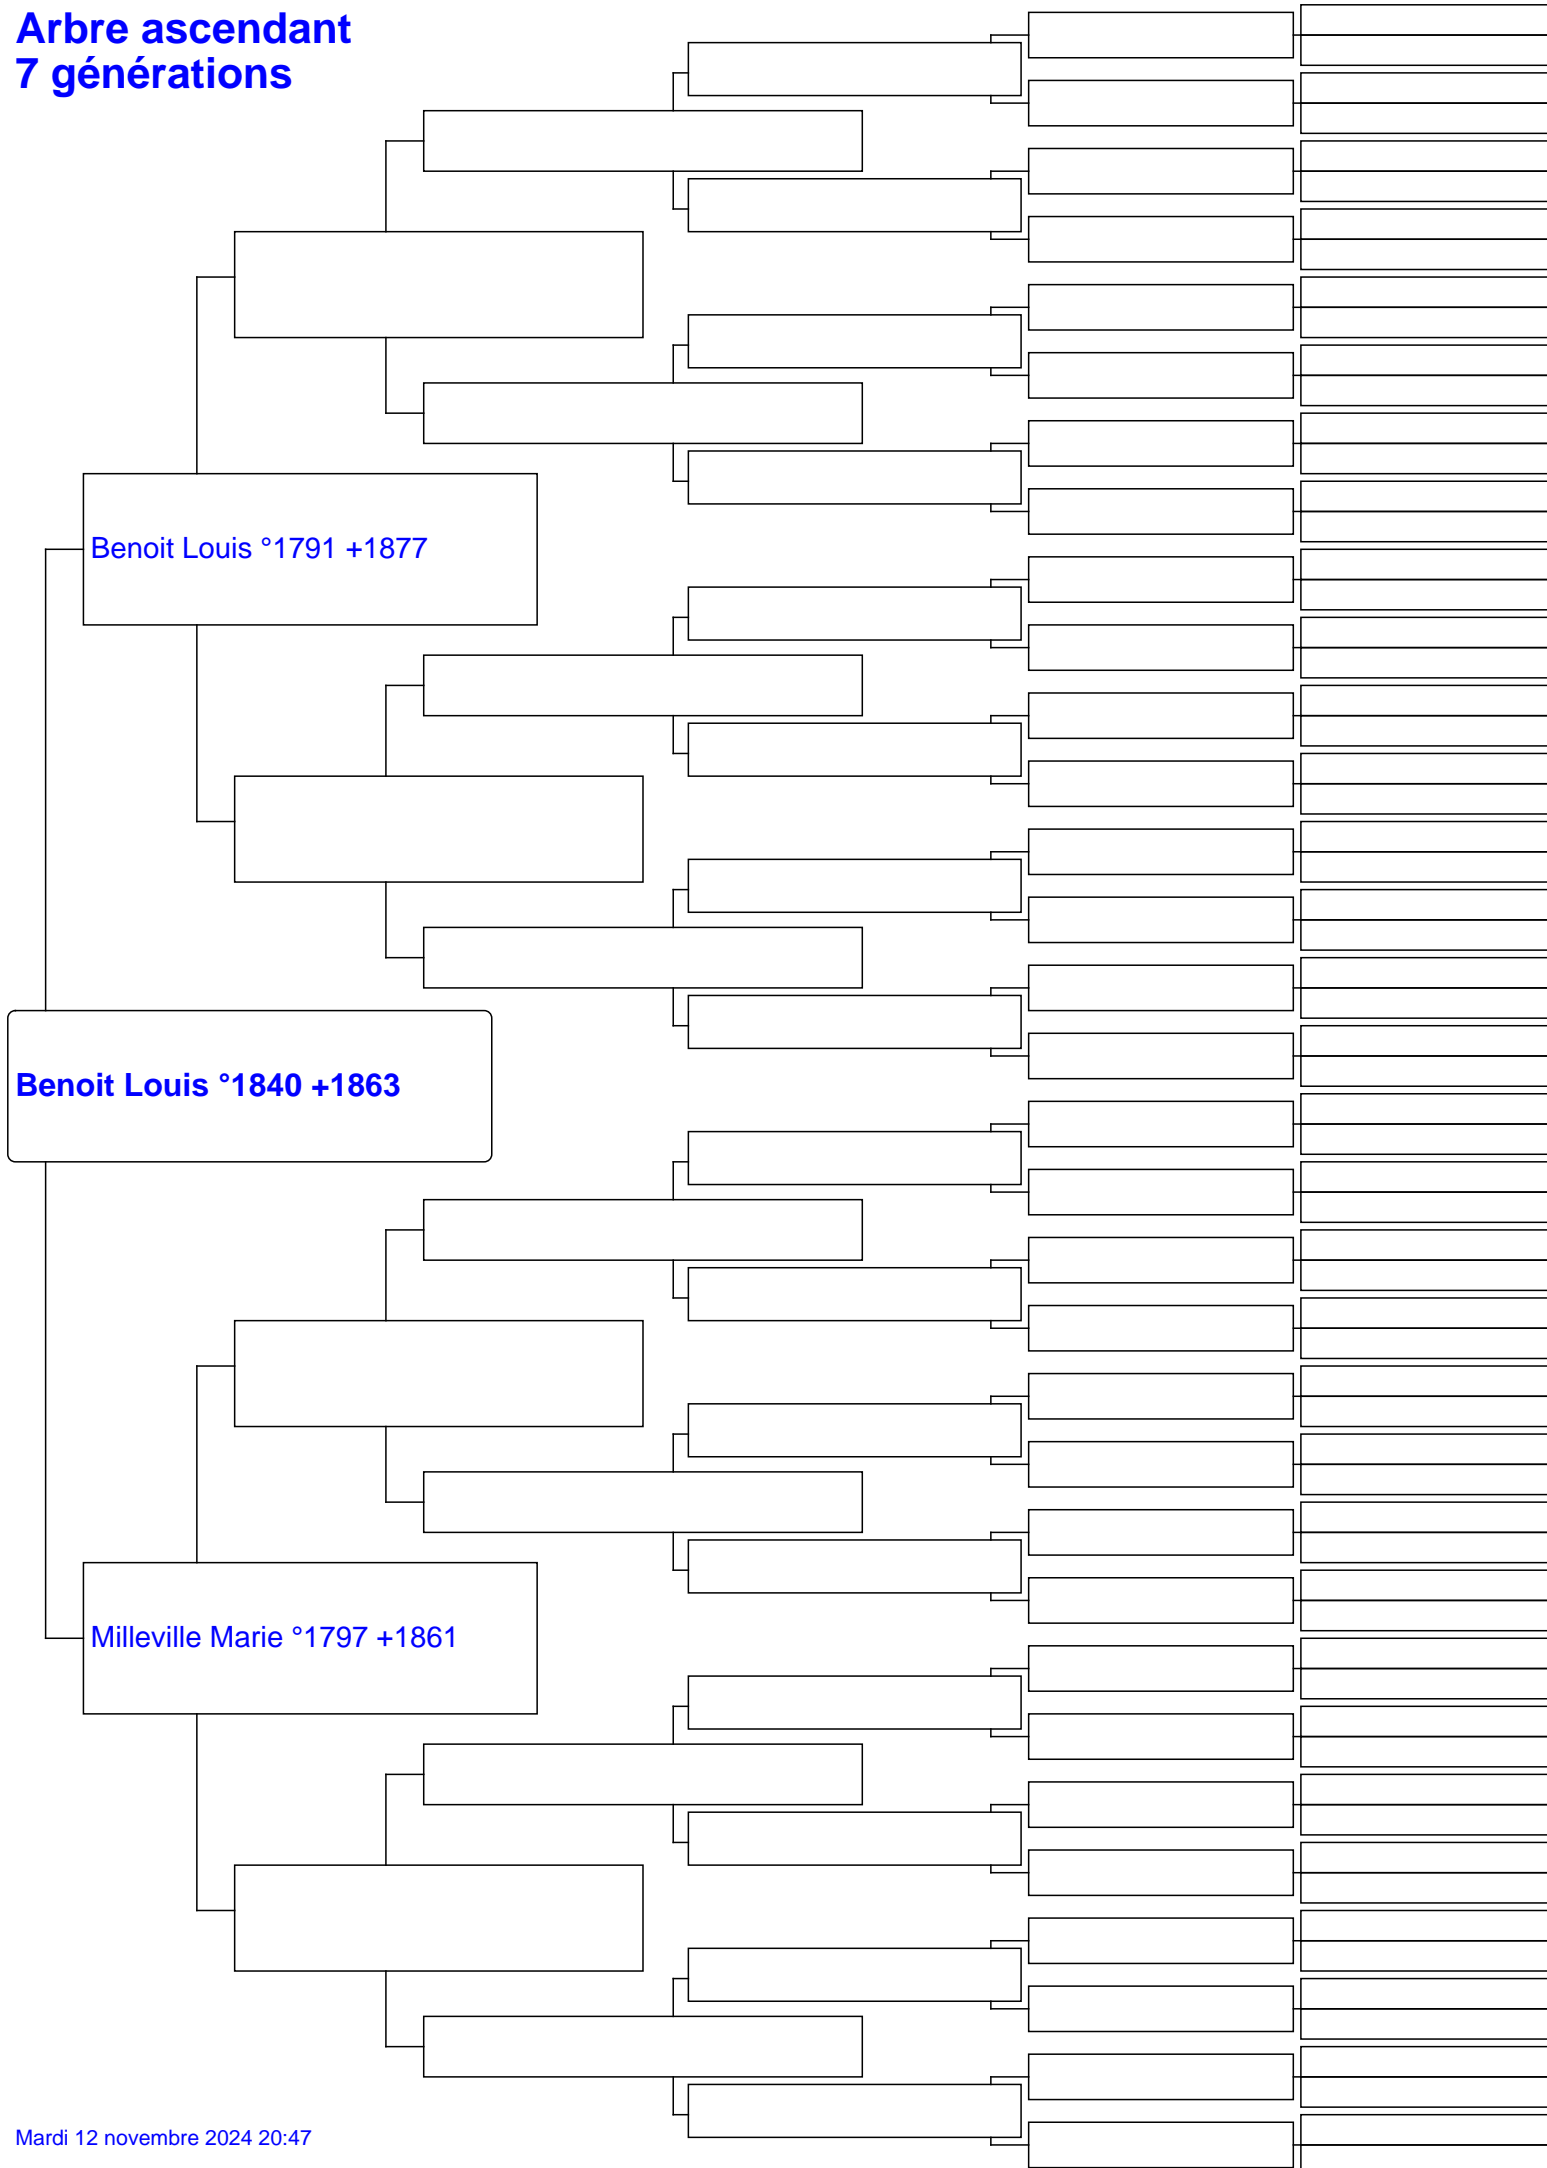 Arbre ascendant
7 générations
Benoit Louis °1791 +1877
Benoit Louis °1840 +1863
Milleville Marie °1797 +1861
Mardi 12 novembre 2024 20:47